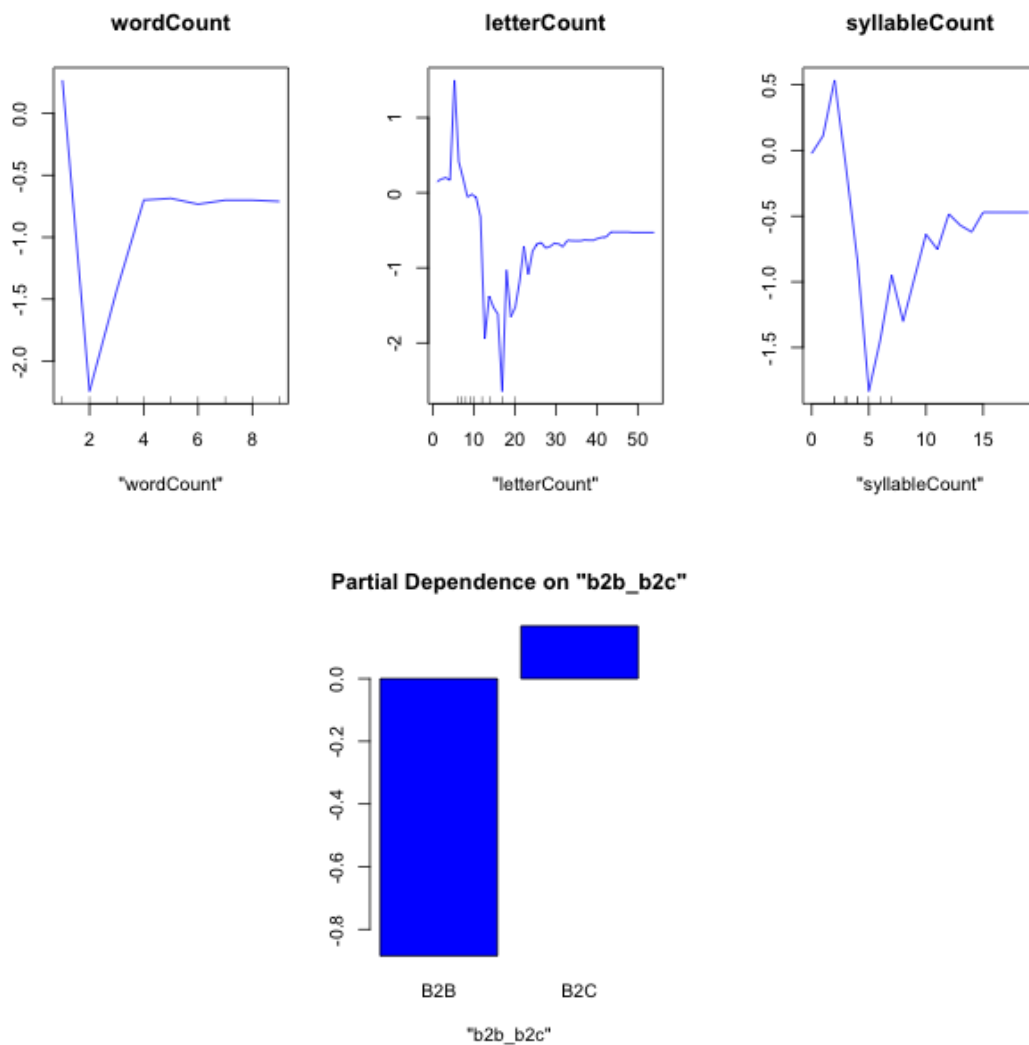 wordCount letterCount syllableCount
0.0 -0.5 -1.0 -1.5 -2.0
1 0 -1 -2
0.5 0.0 -0.5 -1.0 -1.5
2 4 6 8
0 10 20 30 40 50
0 5 10 15
"wordCount" "letterCount" "syllableCount"
Partial Dependence on "b2b_b2c"
0.0
-0.2
-0.4
-0.6
-0.8
B2B B2C
"b2b_b2c"